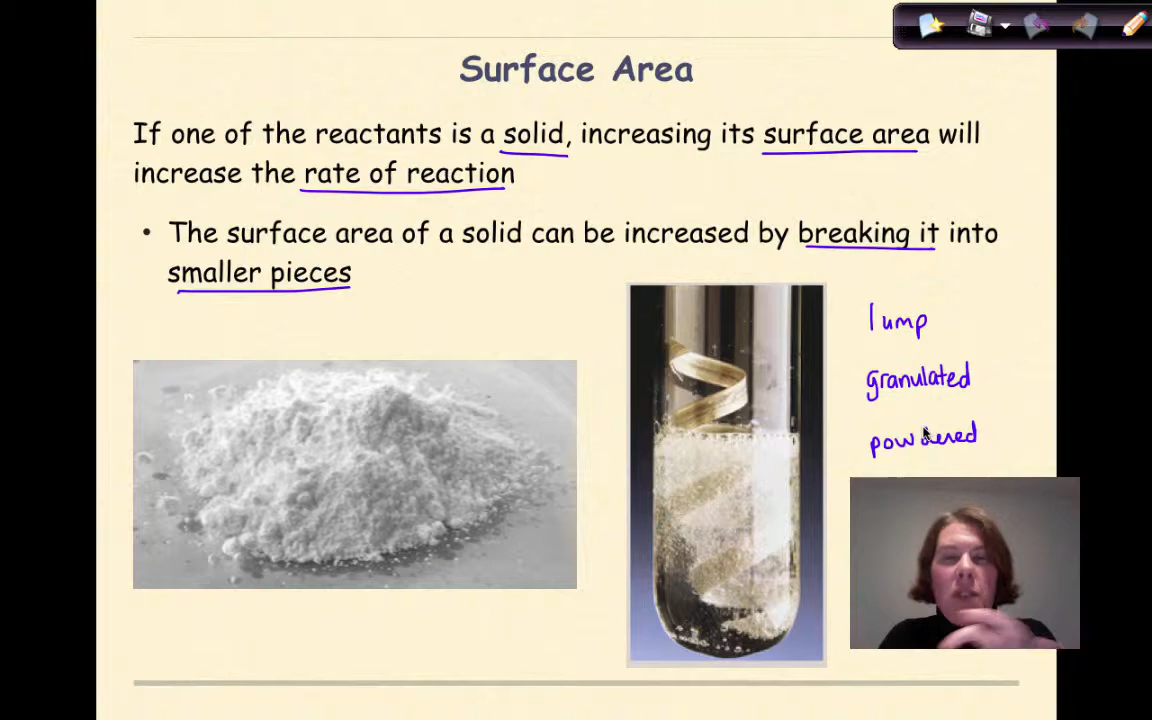 Surface Area
If one of the reactants is a solid, increasing its surface area will
increase the rate of reaction
• The surface area of a solid can be increased by breaking it into
smaller pieces
lump
granulated
powdered